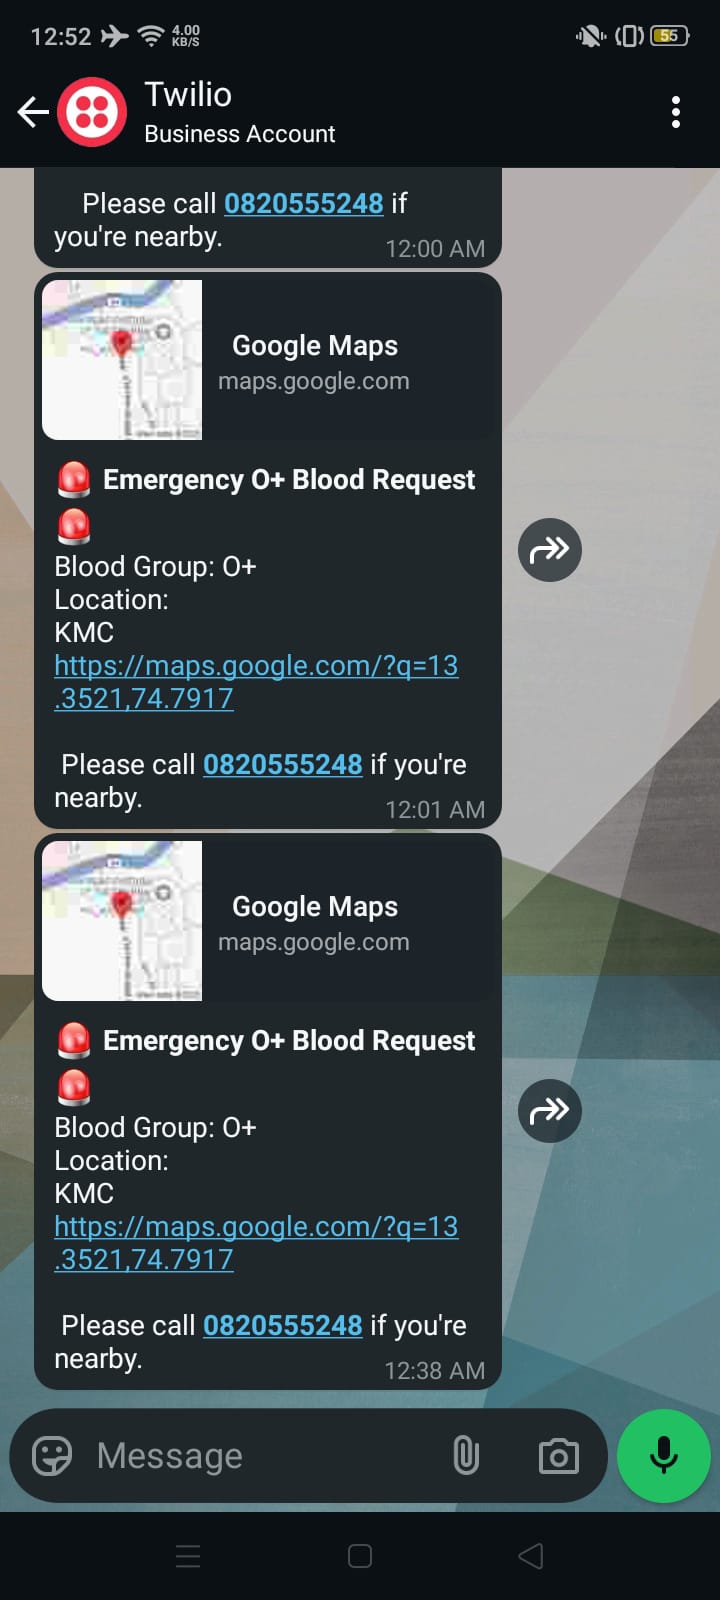 12:52
4.00
KB/S
55
Twilio
Business Account
Please call 0820555248 if
you're nearby.
12:00 AM
Google Maps
maps.google.com
🚨 Emergency O+ Blood Request
🚨
Blood Group: O+
Location:
KMC
https://maps.google.com/?q=13
.3521,74.7917
Please call 0820555248 if you're
nearby.
12:01 AM
Google Maps
maps.google.com
🚨 Emergency O+ Blood Request
🚨
Blood Group: O+
Location:
KMC
https://maps.google.com/?q=13
.3521,74.7917
Please call 0820555248 if you're
nearby.
12:38 AM
Message